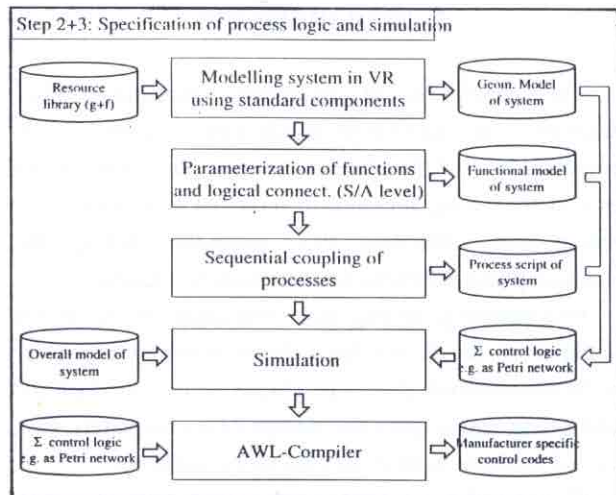 Step 2+3: Specification of process logic and simulation
Resource
library (g+f)
Modelling system in VR
using standard components
Geom. Model
of system
Parameterization of functions
and logical connect. (S/A level)
Functional model
of system
Sequential coupling of
processes
Process script of
system
Overall model of
system
Simulation
Σ control logic
e.g. as Petri network
Σ control logic
e.g. as Petri network
AWL-Compiler
Manufacturer specific
control codes